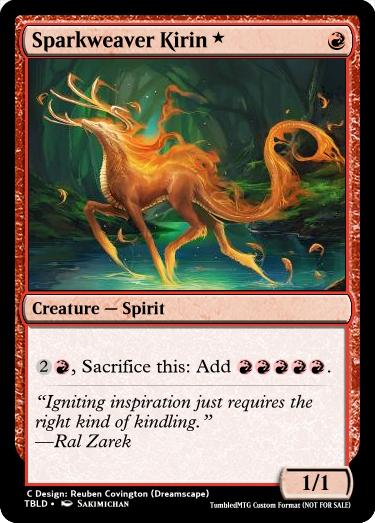 Sparkweaver Kirin ★
Creature — Spirit
2, Sacrifice this: Add .
“Igniting inspiration just requires the
right kind of kindling.”
—Ral Zarek
1/1
C Design: Reuben Covington (Dreamscape)
TBLD • SAKIMICHAN
TumbledMTG Custom Format (NOT FOR SALE)